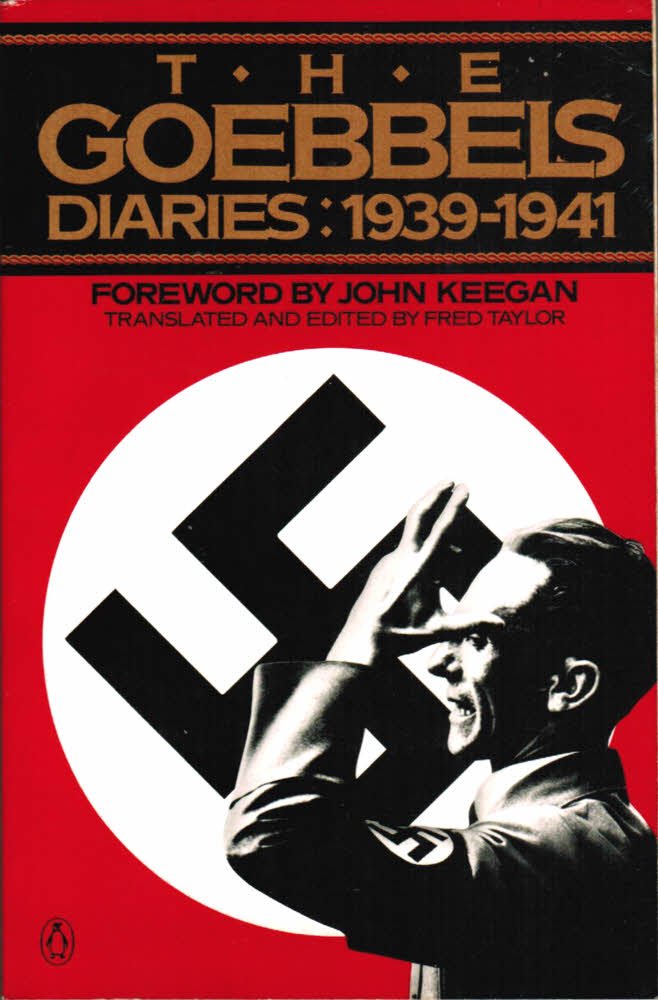 T • H • E
GOEBBELS
DIARIES: 1939-1941
FOREWORD BY JOHN KEEGAN
TRANSLATED AND EDITED BY FRED TAYLOR